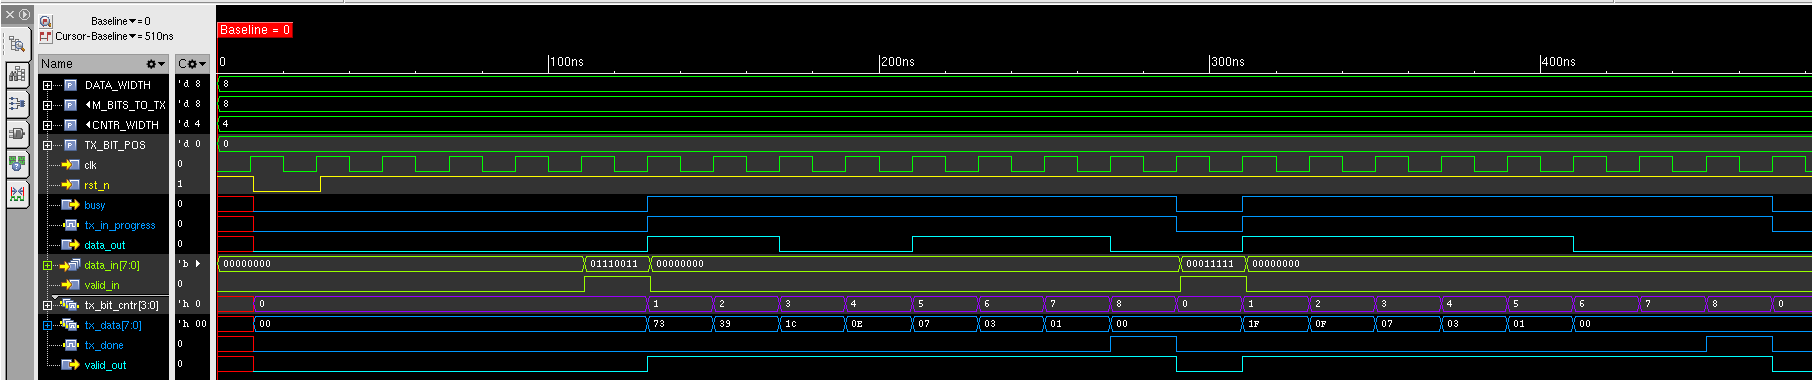 Baseline▼= 0
Cursor-Baseline▼= 510ns
Baseline = 0
Name C
0 100ns 200ns 300ns 400ns
DATA_WIDTH 'd 8 8
M_BITS_TO_TX 'd 8 8
CNTR_WIDTH 'd 4 4
TX_BIT_POS 'd 0 0
clk 0
rst_n 1
busy 0
tx_in_progress 0
data_out 0
data_in[7:0] 'b 00000000 01110011 00000000 00011111 00000000
valid_in 0
tx_bit_cntr[3:0] 'h 0 0 1 2 3 4 5 6 7 8 0 1 2 3 4 5 6 7 8 0
tx_data[7:0] 'h 00 00 73 39 1C 0E 07 03 01 00 1F 0F 07 03 01 00
tx_done 0
valid_out 0